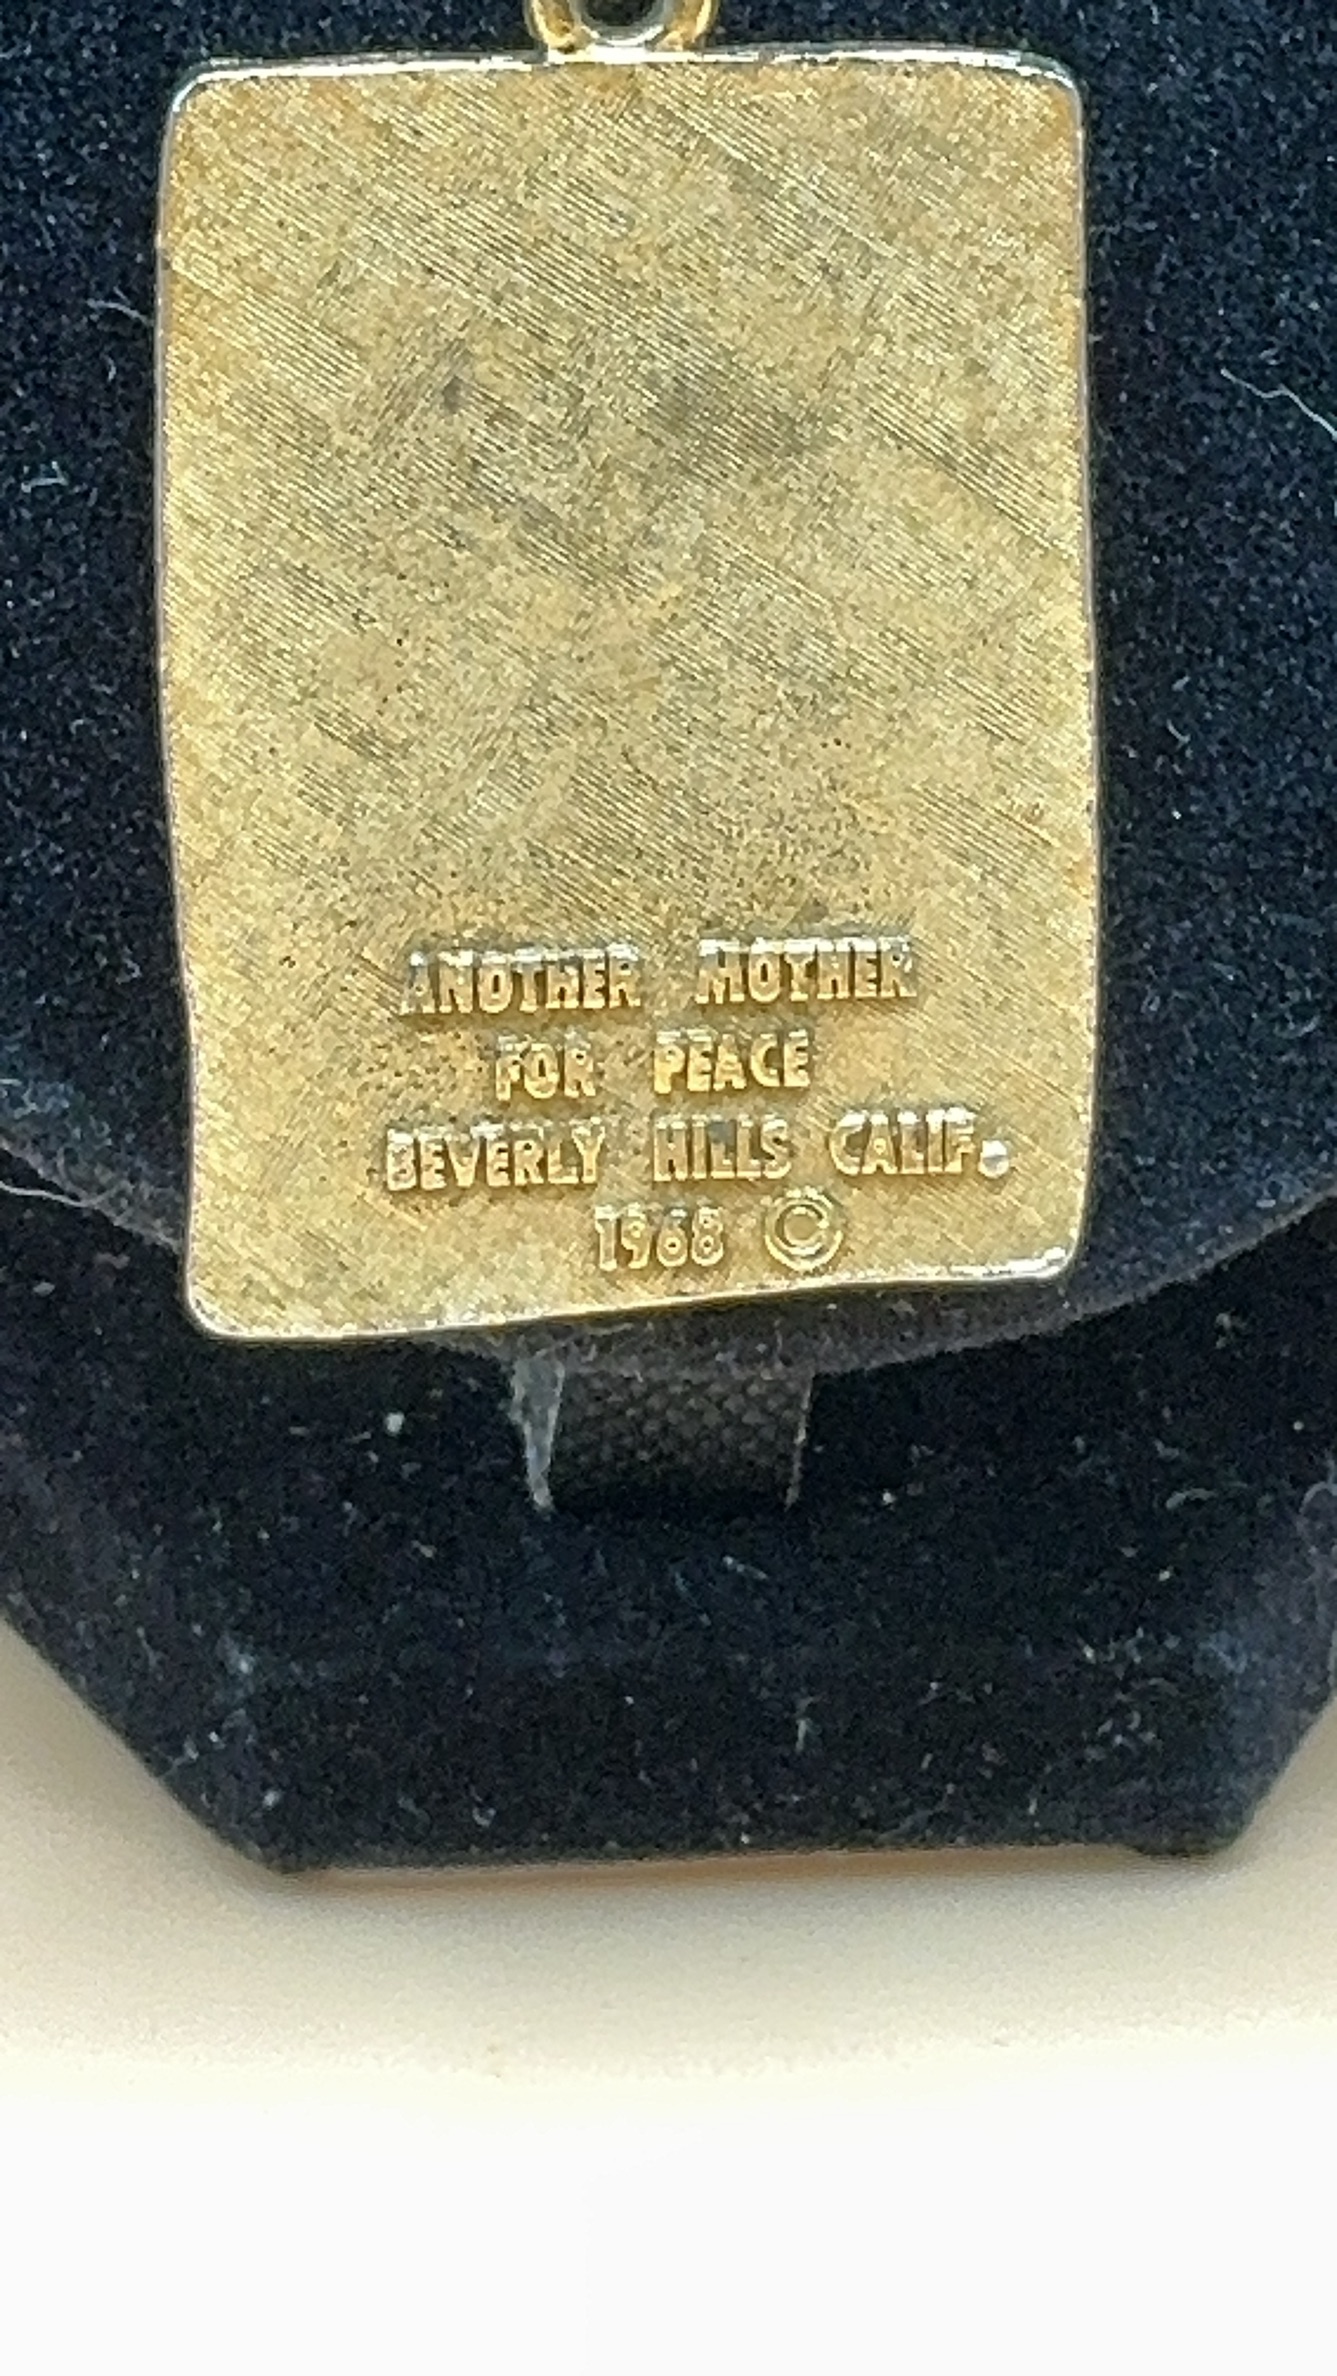 ANOTHER MOTHER
FOR PEACE
BEVERLY HILLS CALIF.
1968 ©